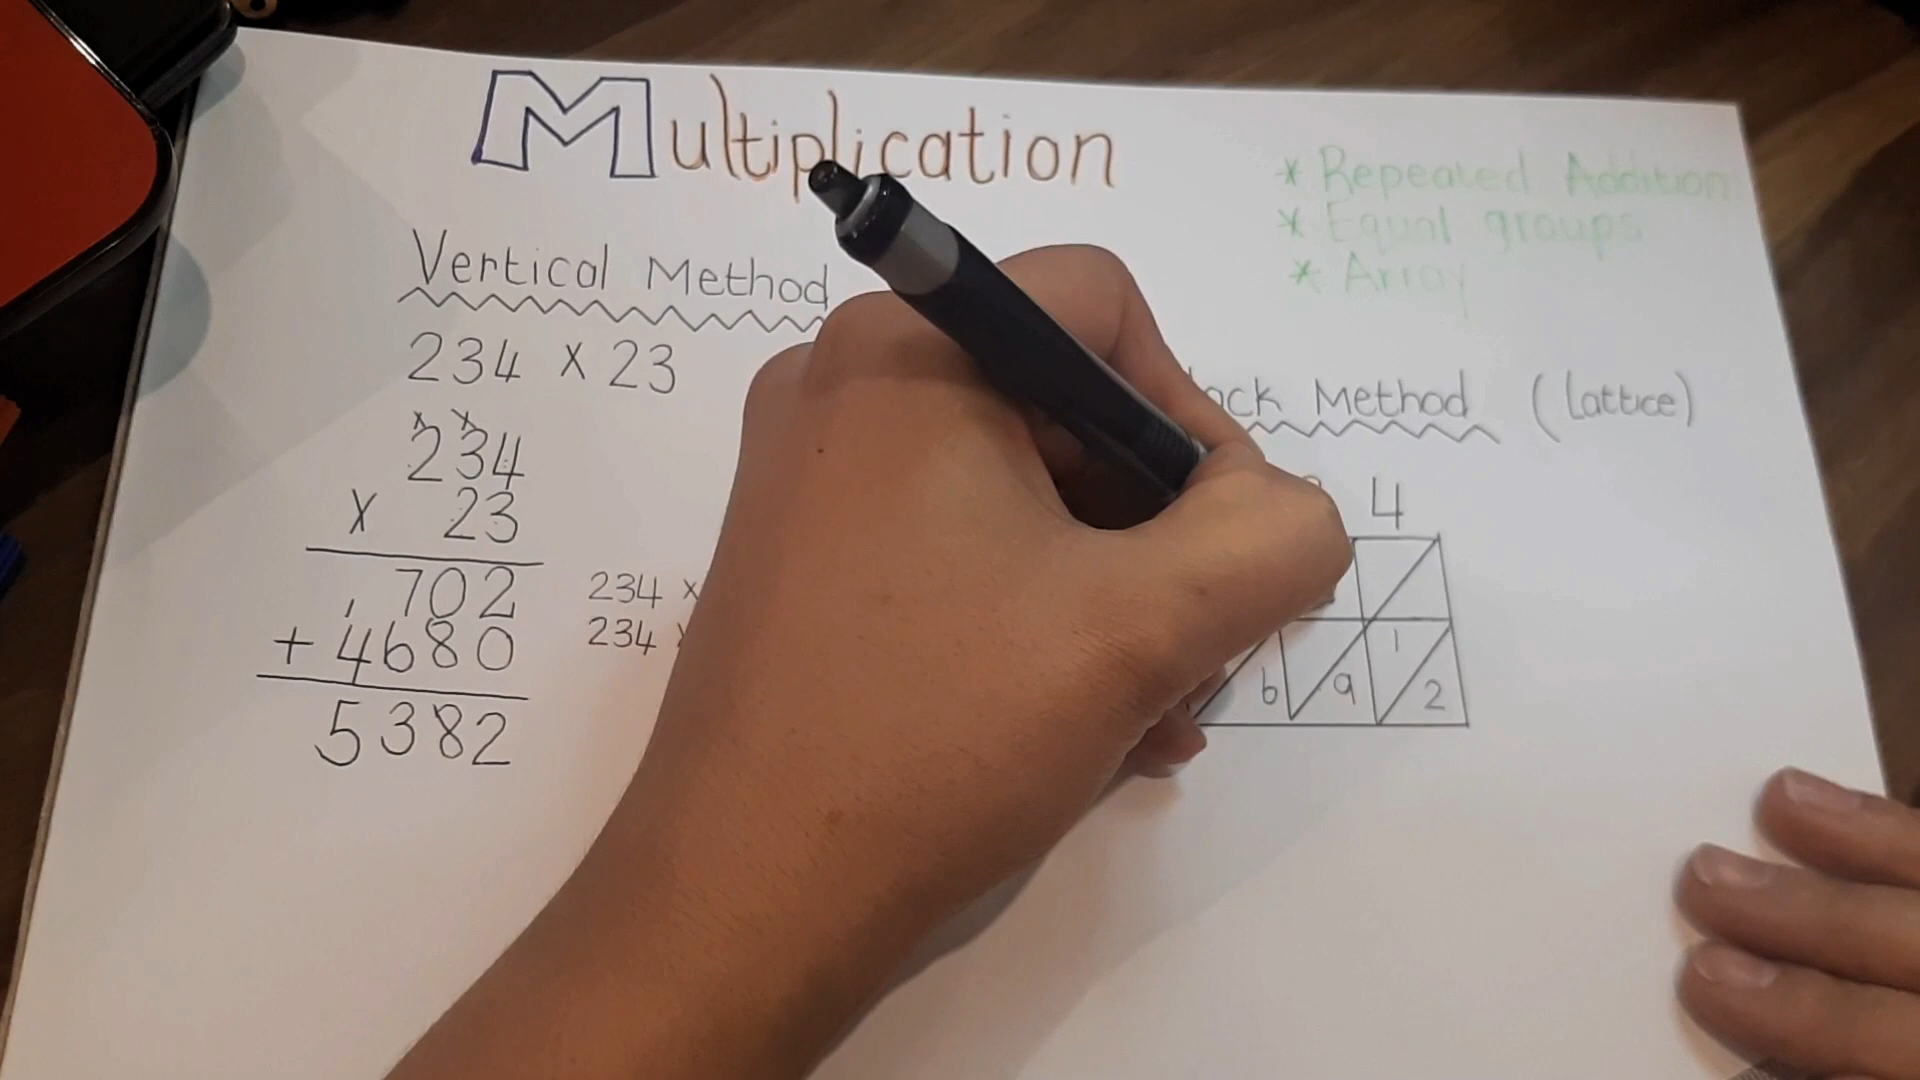 Multiplication
* Repeated Addition
* Equal groups
* Array
Vertical Method
234 x 23
234
x 23
702
+ 4680
5382
234 x
234
Method (lattice)
4
1
6 9 2